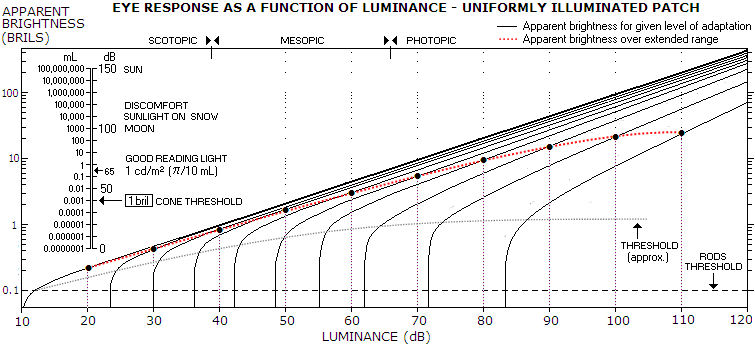 EYE RESPONSE AS A FUNCTION OF LUMINANCE - UNIFORMLY ILLUMINATED PATCH
APPARENT
BRIGHTNESS
(BRILS)
Apparent brightness for given level of adaptation
Apparent brightness over extended range
SCOTOPIC
MESOPIC
PHOTOPIC
mL
dB
100,000,000
150
SUN
10,000,000
1,000,000
100,000
DISCOMFORT
10,000
SUNLIGHT ON SNOW
1000
100
MOON
100
10
1
GOOD READING LIGHT
0.1
65
1 cd/m² (π/10 mL)
0.01
50
0.001
1 bril
CONE THRESHOLD
0.0001
0.00001
0.000001
0.0000001
0
100
10
1
0.1
THRESHOLD
(approx.)
RODS
THRESHOLD
10
20
30
40
50
60
70
80
90
100
110
120
LUMINANCE (dB)